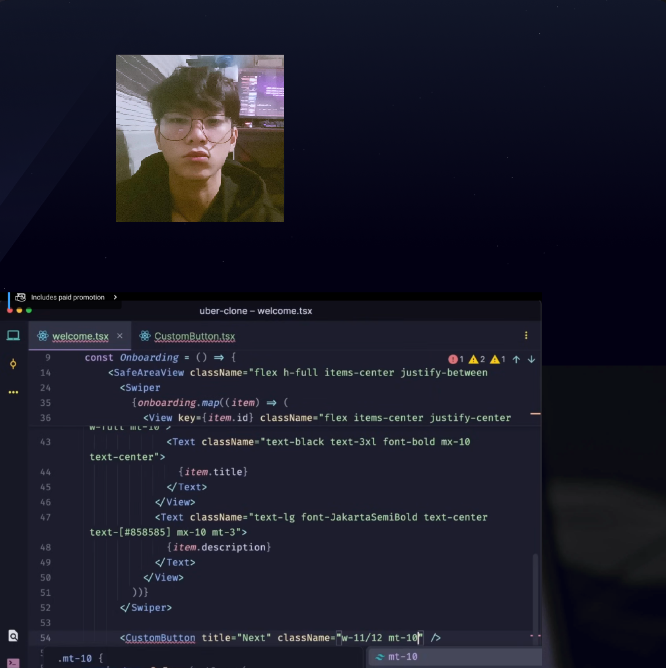 Includes paid promotion
uber-clone – welcome.tsx
welcome.tsx × CustomButton.tsx
9 const Onboarding = () => { 1 2 1
14 <SafeAreaView className="flex h-full items-center justify-between
24 <Swiper
35 {onboarding.map((item) => (
36 <View key={item.id} className="flex items-center justify-center
w-full mt-10">
43 <Text className="text-black text-3xl font-bold mx-10
text-center">
44 {item.title}
45 </Text>
46 </View>
47 <Text className="text-lg font-JakartaSemiBold text-center
text-[#858585] mx-10 mt-3">
48 {item.description}
49 </Text>
50 </View>
51 ))}
52 </Swiper>
53
54 <CustomButton title="Next" className="w-11/12 mt-10" />
.mt-10 {
mt-10